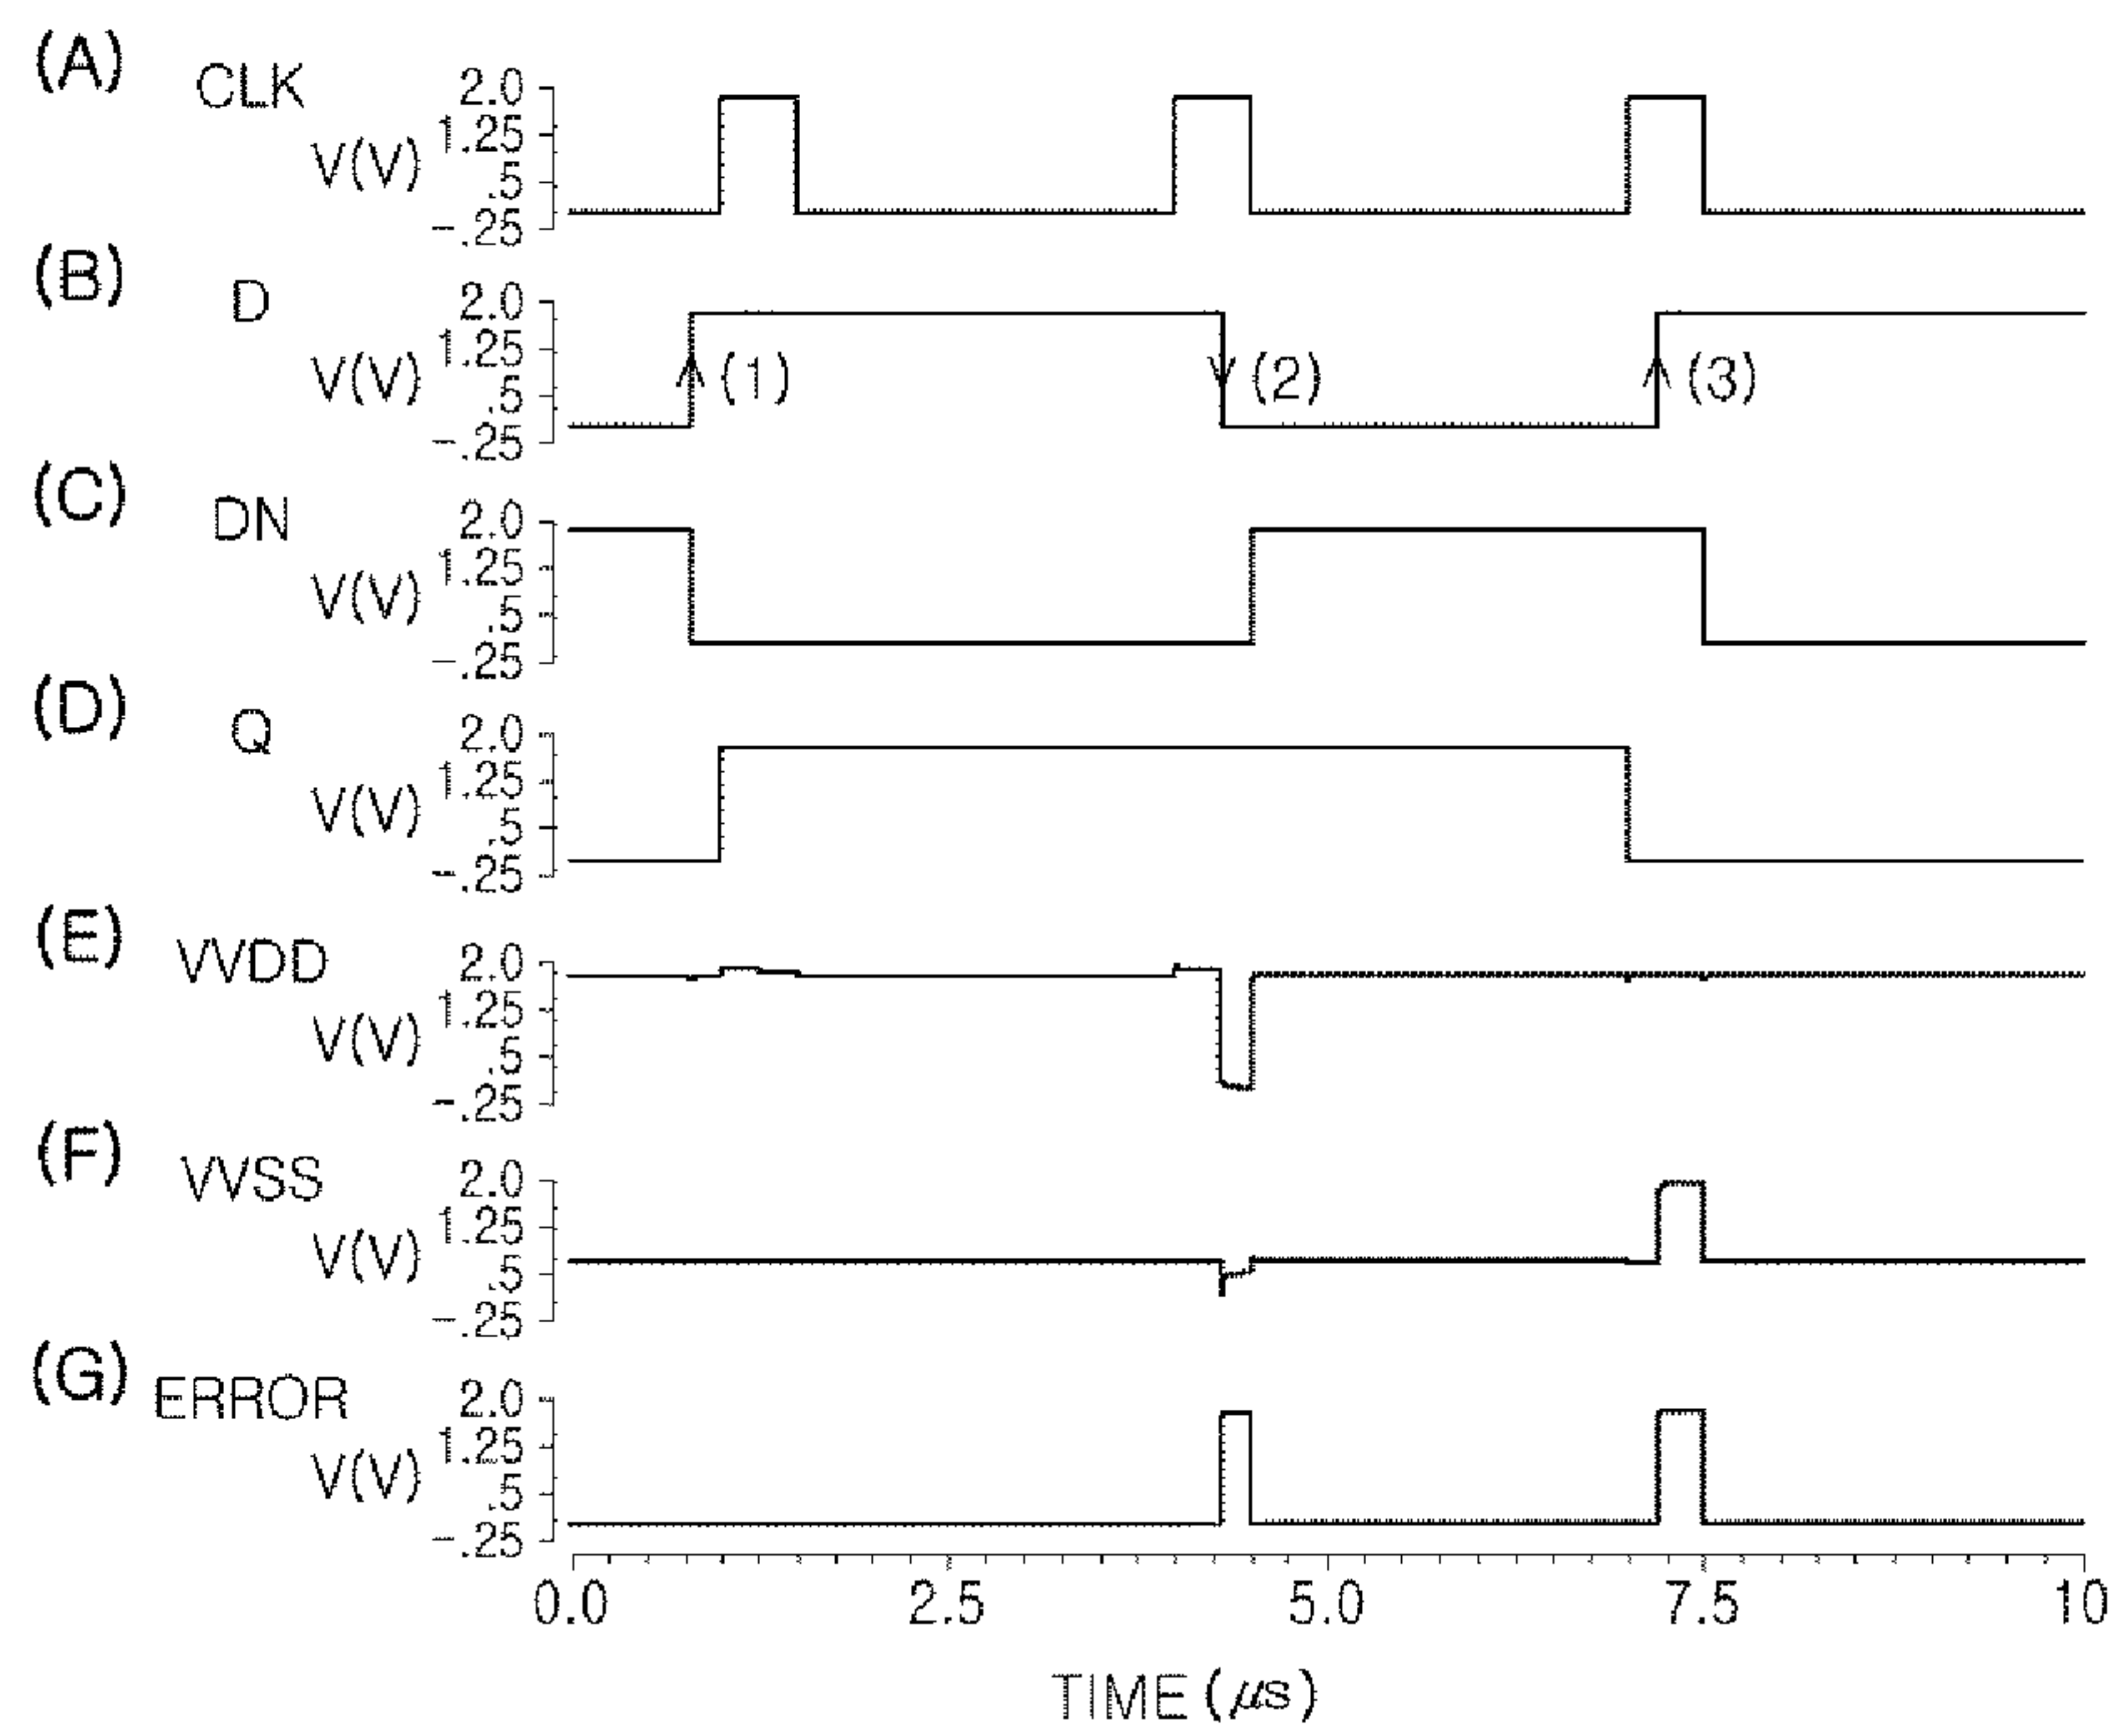 (A) CLK
V(V)
2.0
1.25
.5
-.25
(B) D
V(V)
2.0
1.25
.5
-.25
(1) (2) (3)
(C) DN
V(V)
2.0
1.25
.5
-.25
(D) Q
V(V)
2.0
1.25
.5
-.25
(E) VVDD
V(V)
2.0
1.25
.5
-.25
(F) VVSS
V(V)
2.0
1.25
.5
-.25
(G) ERROR
V(V)
2.0
1.25
.5
-.25
0.0 2.5 5.0 7.5 10
TIME (μs)